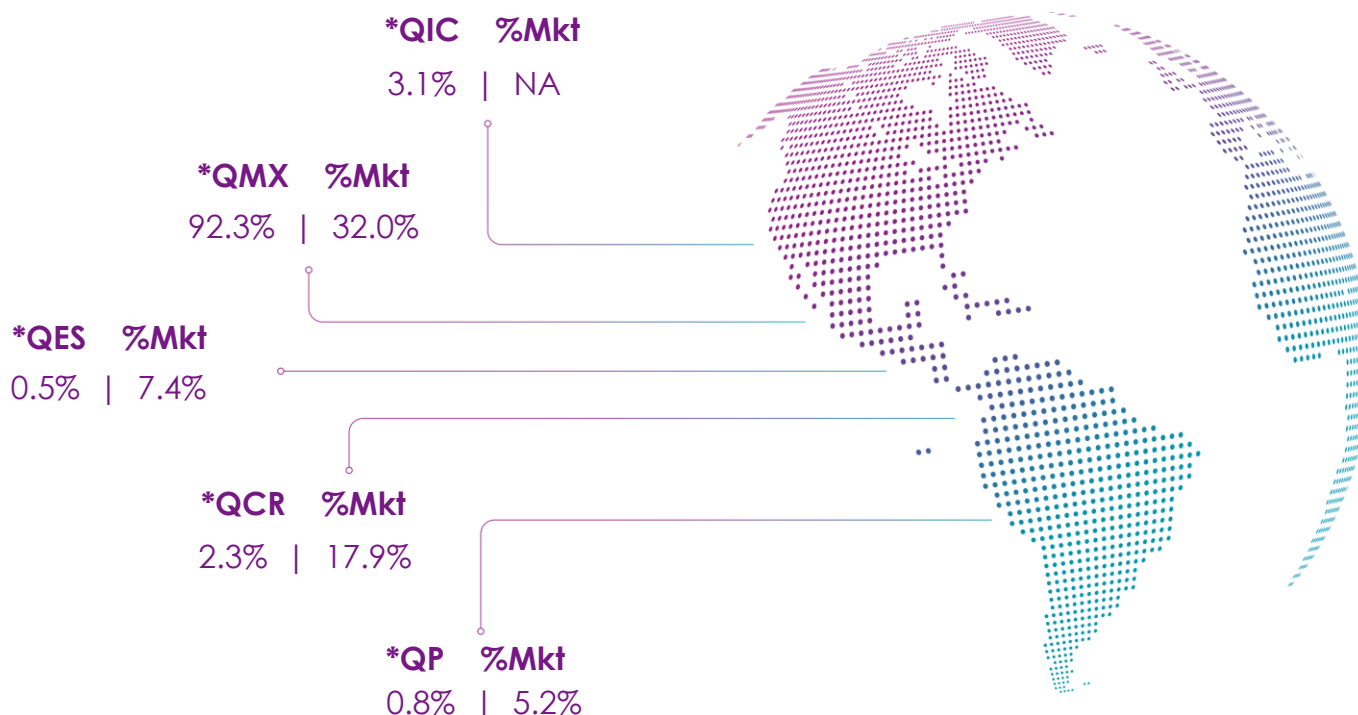 *QIC %Mkt
3.1% | NA
*QMX %Mkt
92.3% | 32.0%
*QES %Mkt
0.5% | 7.4%
*QCR %Mkt
2.3% | 17.9%
*QP %Mkt
0.8% | 5.2%